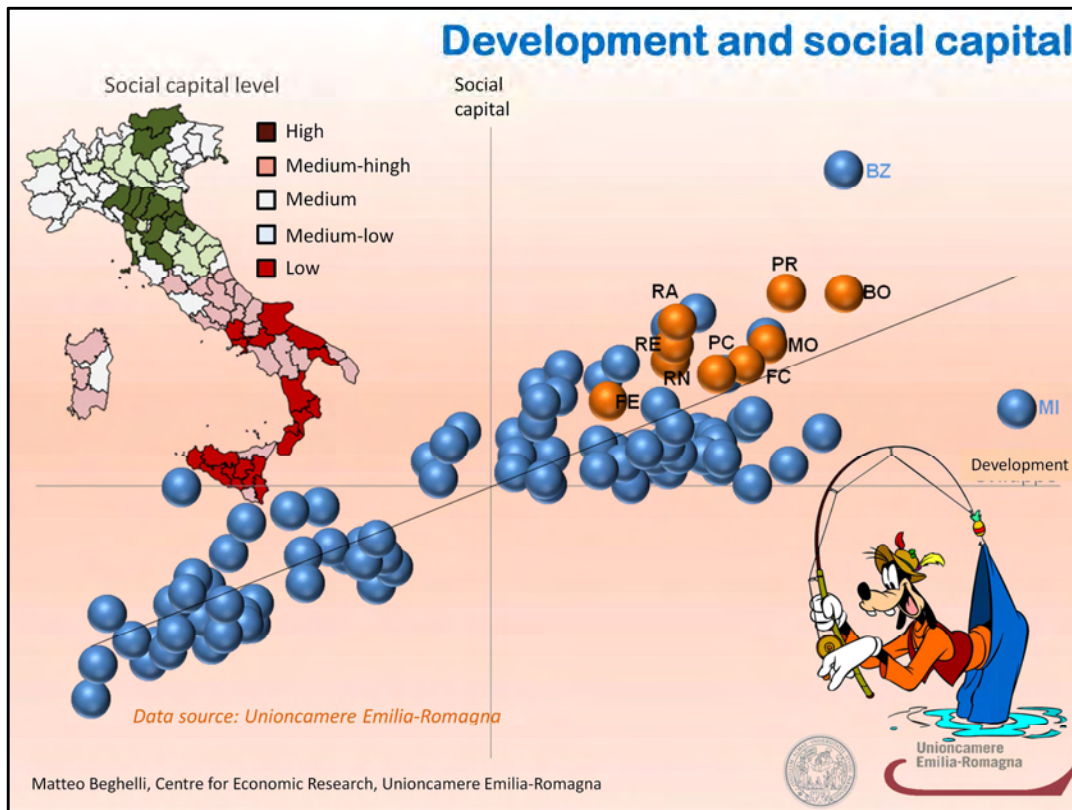 Development and social capital
Social capital level
Social
capital
High
Medium-hingh
Medium
Medium-low
Low
BZ
PR
BO
RA
RE
PC
MO
RN
FC
FE
MI
Development
Data source: Unioncamere Emilia-Romagna
Unioncamere
Emilia-Romagna
Matteo Beghelli, Centre for Economic Research, Unioncamere Emilia-Romagna